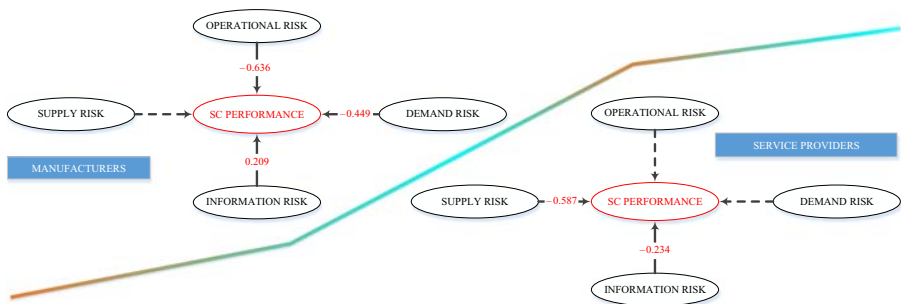 OPERATIONAL RISK
−0.636
SUPPLY RISK
SC PERFORMANCE
−0.449
DEMAND RISK
MANUFACTURERS
0.209
INFORMATION RISK
OPERATIONAL RISK
SERVICE PROVIDERS
SUPPLY RISK
−0.587
SC PERFORMANCE
DEMAND RISK
−0.234
INFORMATION RISK